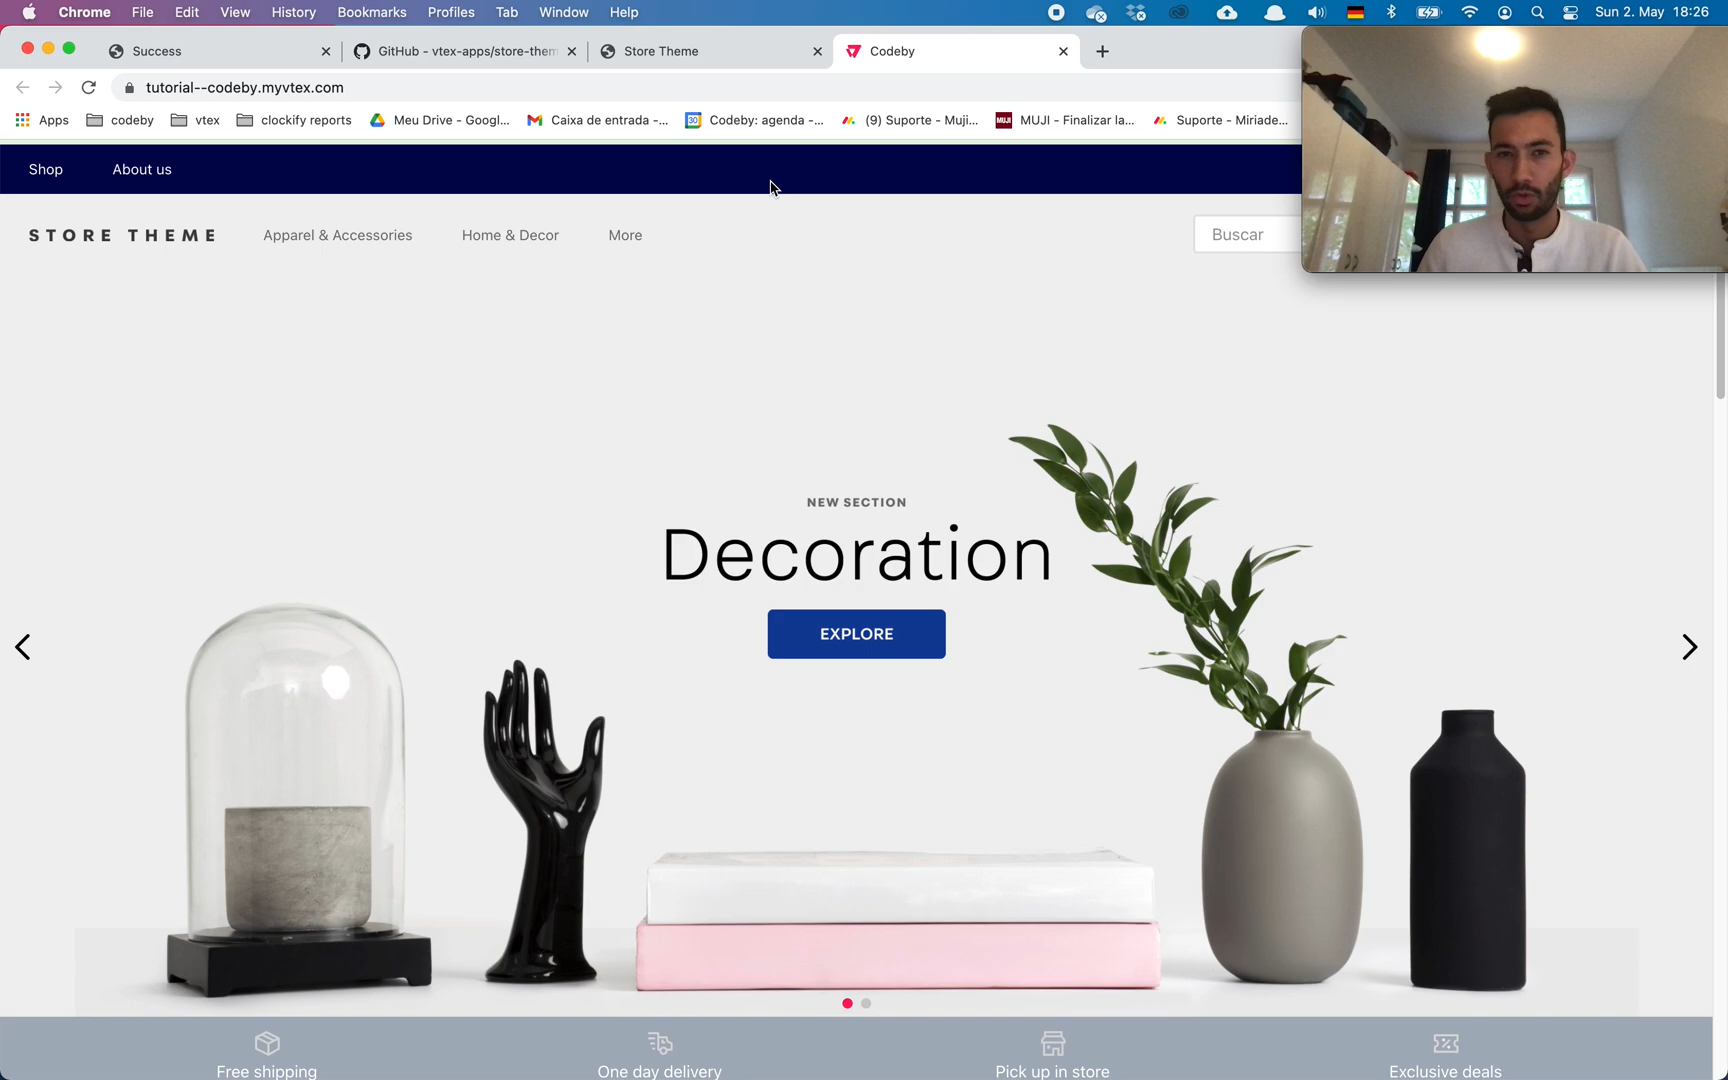 Chrome File Edit View History Bookmarks Profiles Tab Window Help Sun 2. May 18:26
Success GitHub - vtex-apps/store-them Store Theme Codeby
tutorial--codeby.myvtex.com
Apps codeby vtex clockify reports Meu Drive - Googl... Caixa de entrada -... 30 Codeby: agenda -... (9) Suporte - Muji... MUJI MUJI - Finalizar la... Suporte - Miriade...
Shop About us
STORE THEME Apparel & Accessories Home & Decor More Buscar
NEW SECTION
Decoration
EXPLORE
Free shipping One day delivery Pick up in store Exclusive deals